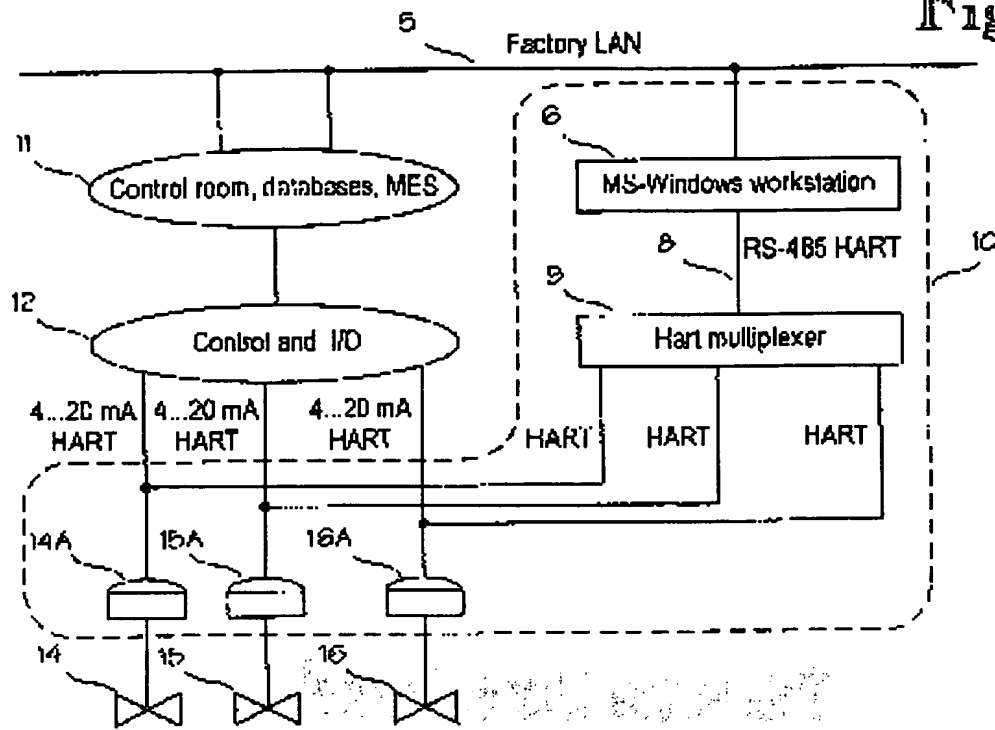 Fig
5
Factory LAN
6
11
Control room, databases, MES
MS-Windows workstation
8
RS-485 HART
10
9
12
Control and I/O
Hart multiplexer
4...20 mA 4...20 mA 4...20 mA
HART HART HART
HART HART HART
14A 15A 16A
14 15 16